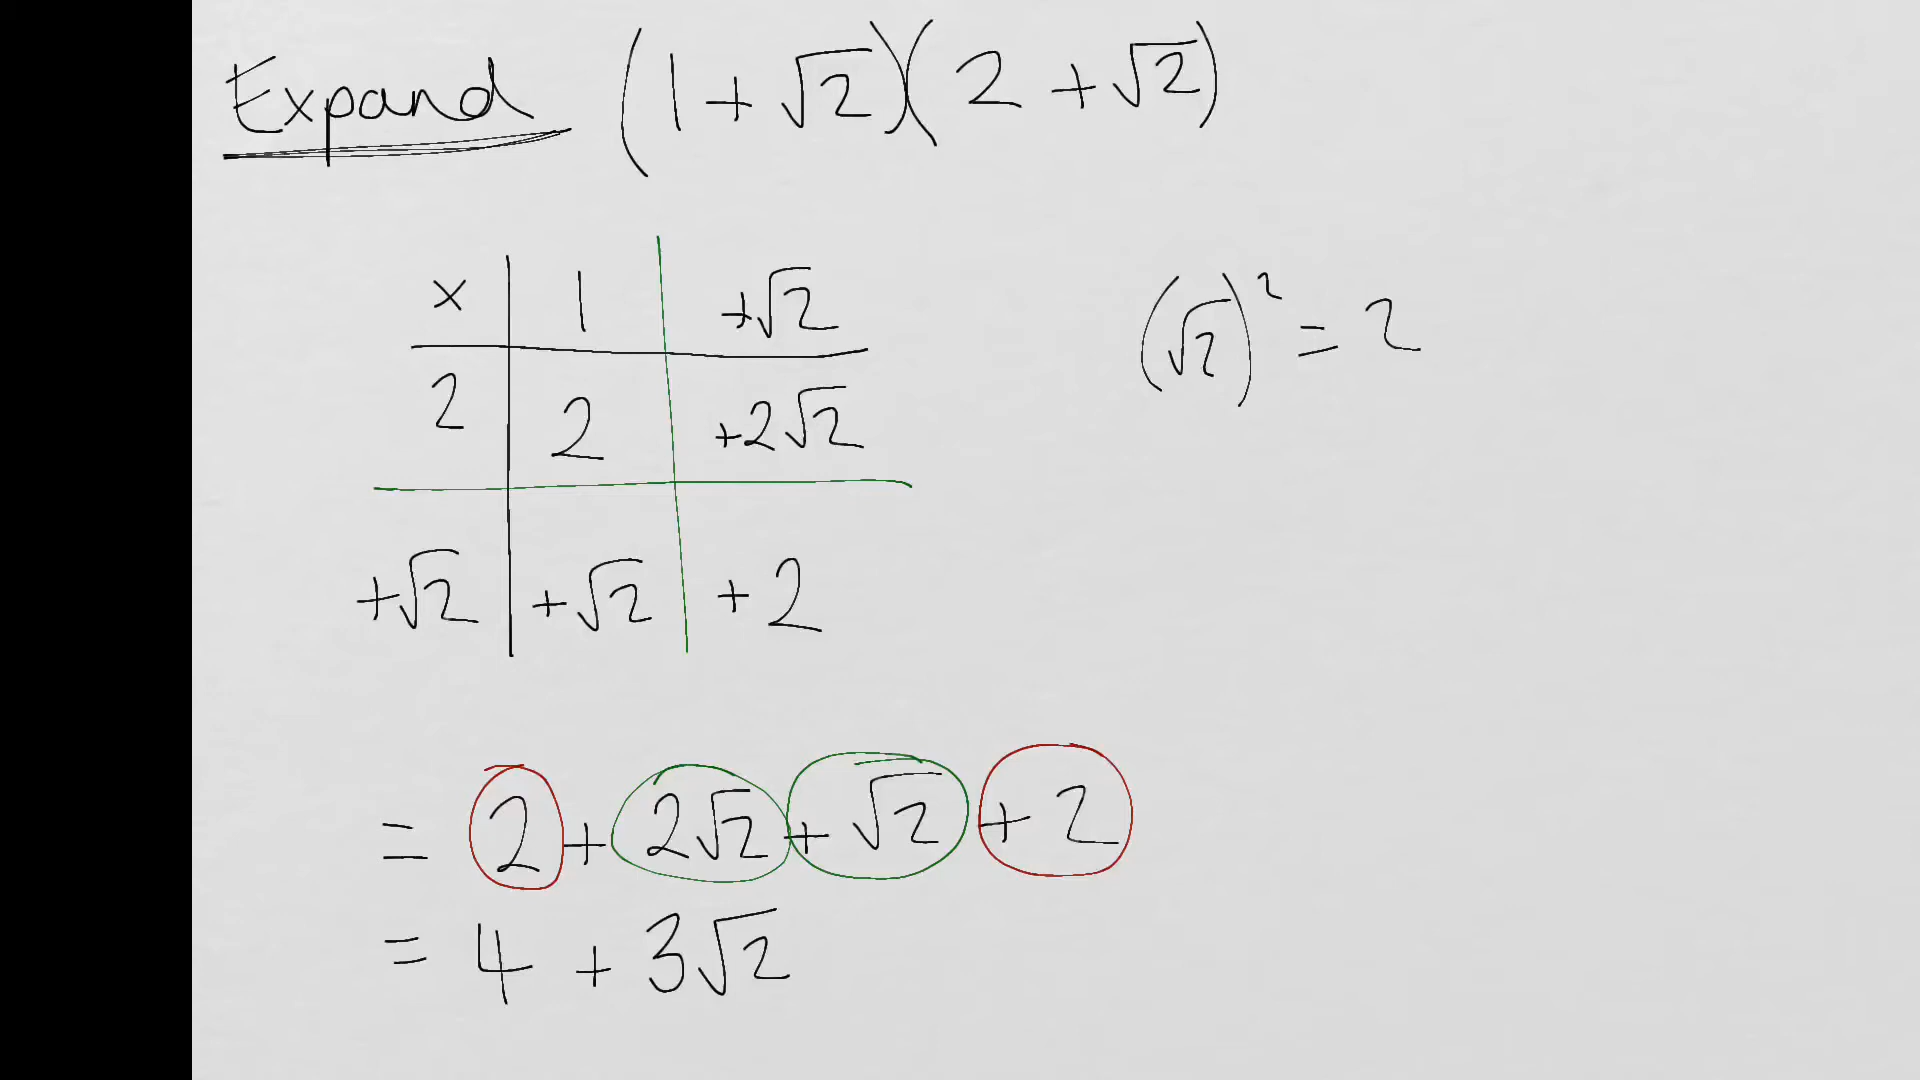 Expand (1 + √2)(2 + √2)
× 1 +√2
2 2 +2√2
+√2 +√2 +2
(√2)² = 2
= 2 + 2√2 + √2 + 2
= 4 + 3√2